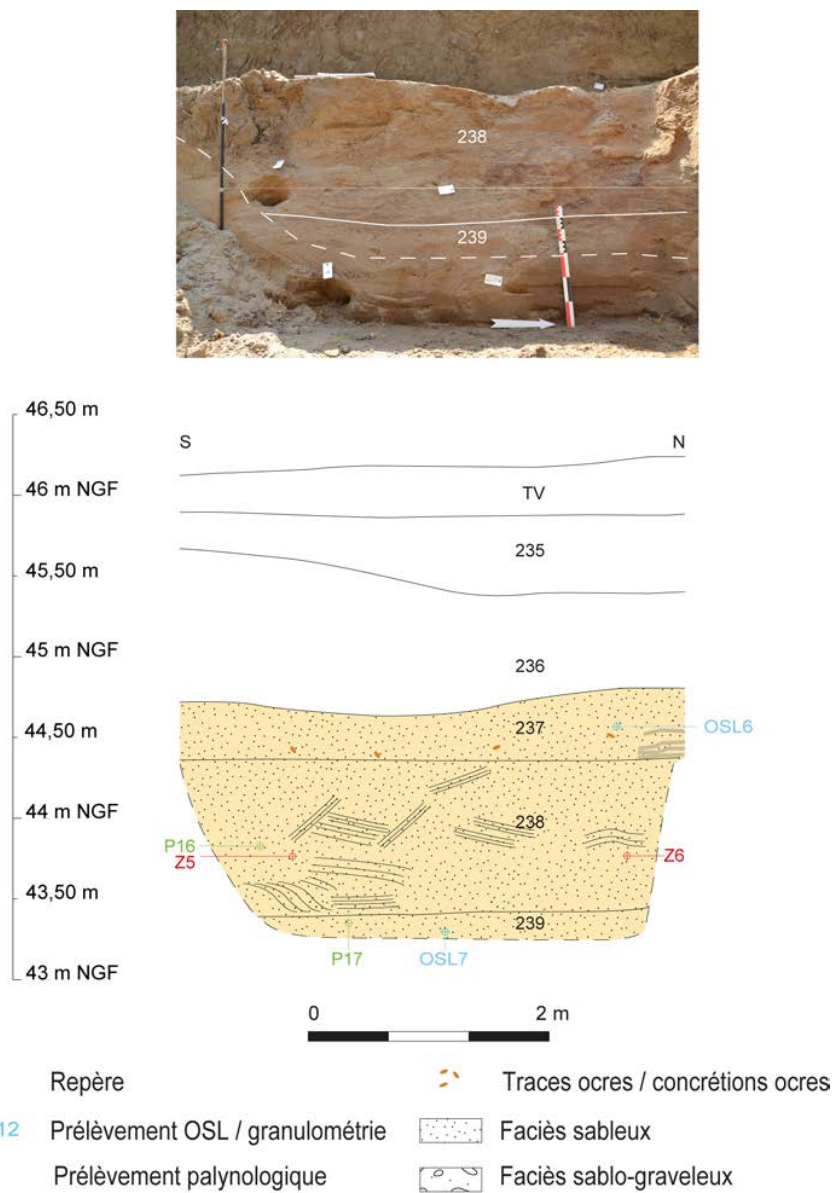 238
239
46,50 m
S N
46 m NGF
TV
235
45,50 m
45 m NGF
236
237
OSL6
44,50 m
44 m NGF
238
P16
Z5 Z6
43,50 m
239
P17 OSL7
43 m NGF
0 2 m
Repère Traces ocres / concrétions ocres
12 Prélèvement OSL / granulométrie Faciès sableux
Prélèvement palynologique Faciès sablo-graveleux